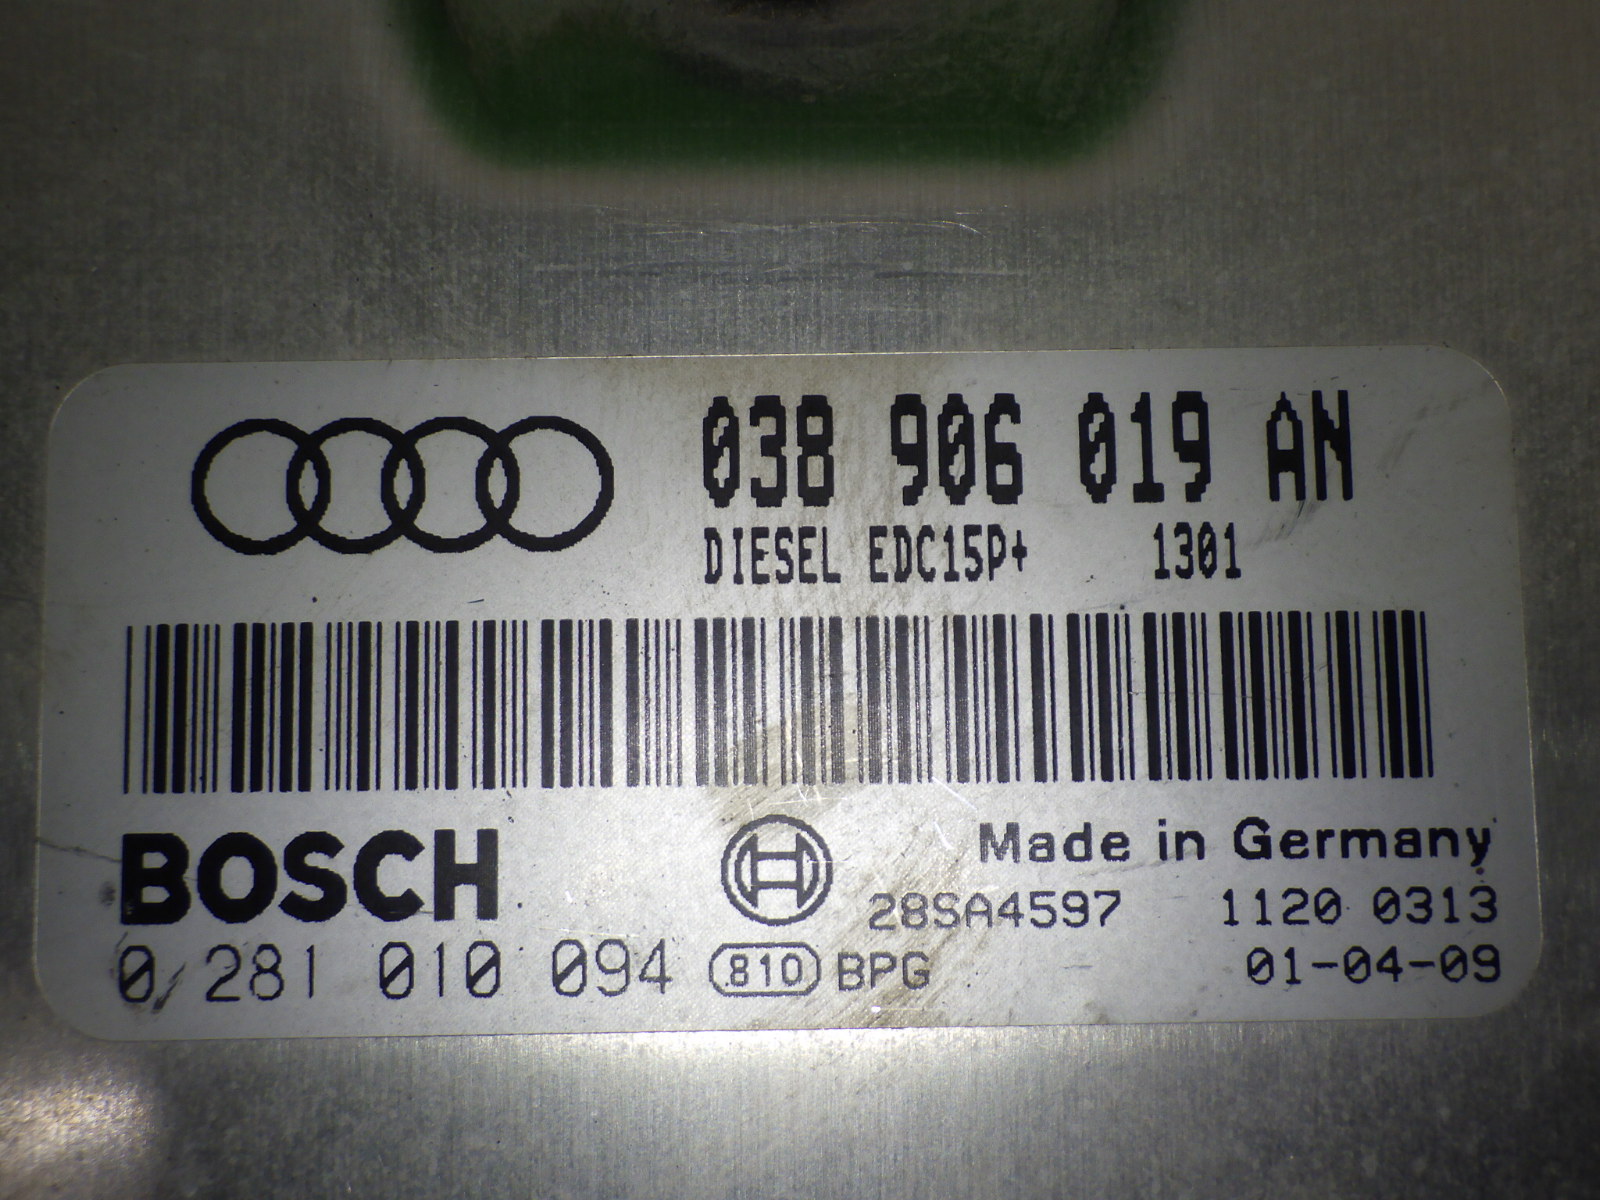 038 906 019 AN
DIESEL EDC15P+ 1301
BOSCH
Made in Germany
28SA4597 1120 0313
0 281 010 094 810 BPG 01-04-09